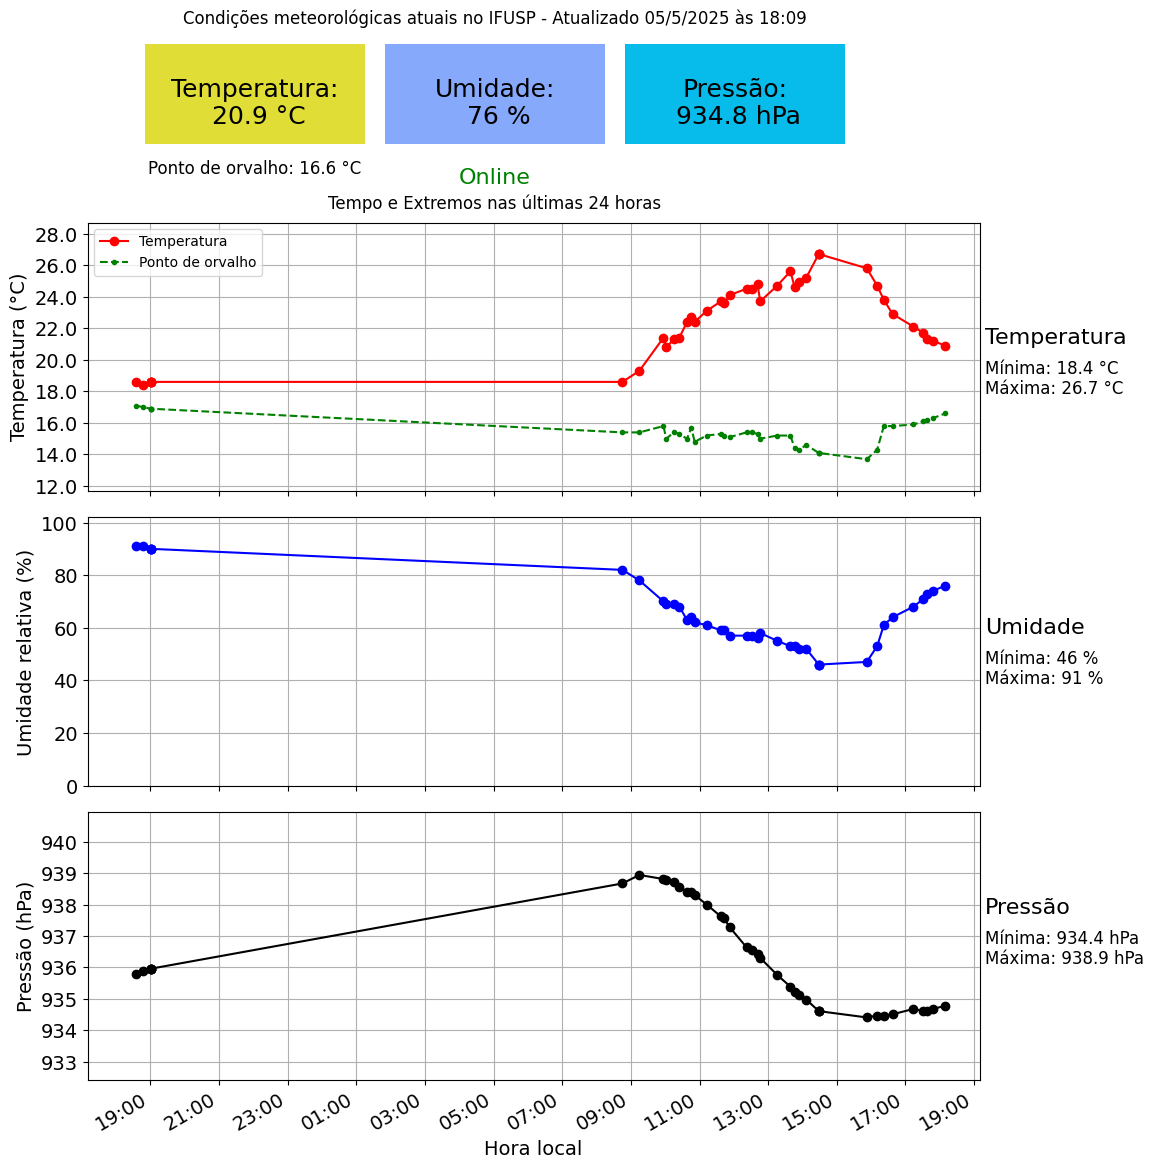 Condições meteorológicas atuais no IFUSP - Atualizado 05/5/2025 às 18:09
Temperatura:
20.9 °C
Umidade:
76 %
Pressão:
934.8 hPa
Ponto de orvalho: 16.6 °C
Online
Tempo e Extremos nas últimas 24 horas
Temperatura (°C)
28.0
26.0
24.0
22.0
20.0
18.0
16.0
14.0
12.0
Temperatura
Ponto de orvalho
Temperatura
Mínima: 18.4 °C
Máxima: 26.7 °C
Umidade relativa (%)
100
80
60
40
20
0
Umidade
Mínima: 46 %
Máxima: 91 %
Pressão (hPa)
940
939
938
937
936
935
934
933
Pressão
Mínima: 934.4 hPa
Máxima: 938.9 hPa
19:00 21:00 23:00 01:00 03:00 05:00 07:00 09:00 11:00 13:00 15:00 17:00 19:00
Hora local